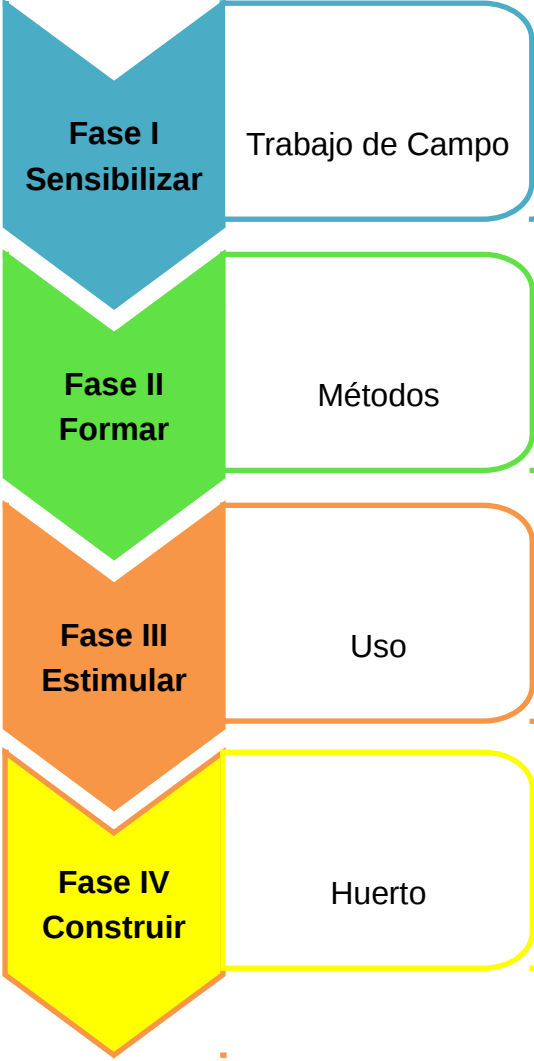 Fase I
Sensibilizar
Trabajo de Campo
Fase II
Formar
Métodos
Fase III
Estimular
Uso
Fase IV
Construir
Huerto